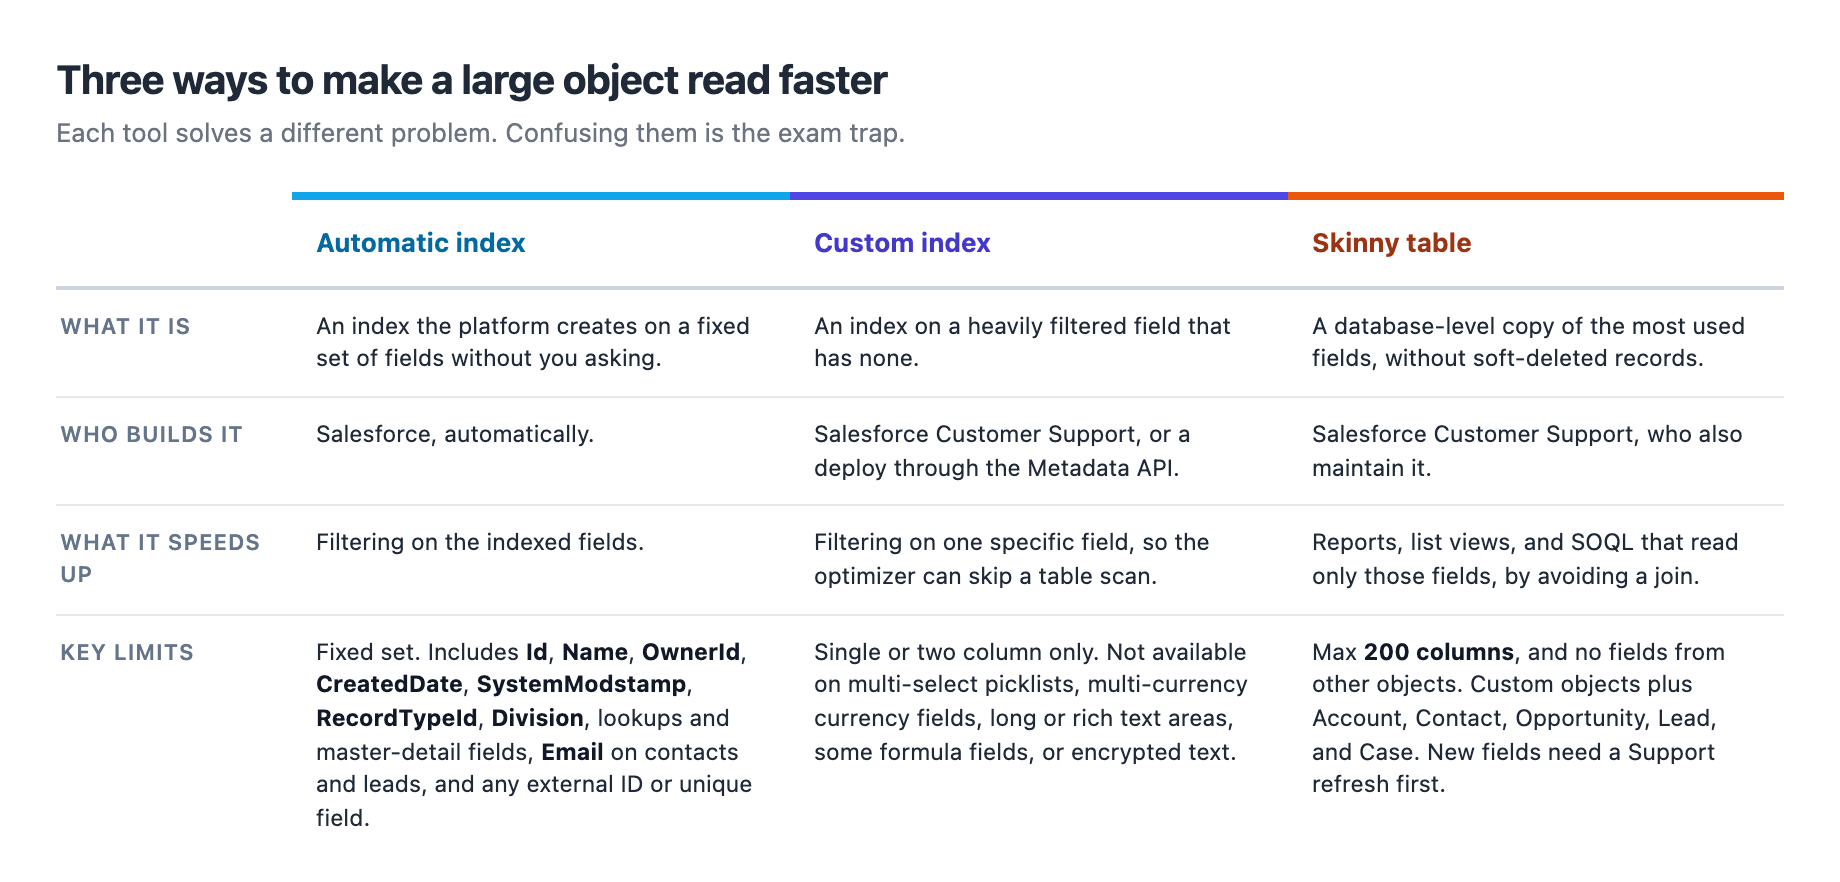 Three ways to make a large object read faster
Each tool solves a different problem. Confusing them is the exam trap.
Automatic index
Custom index
Skinny table
WHAT IT IS
An index the platform creates on a fixed
set of fields without you asking.
An index on a heavily filtered field that
has none.
A database-level copy of the most used
fields, without soft-deleted records.
WHO BUILDS IT
Salesforce, automatically.
Salesforce Customer Support, or a
deploy through the Metadata API.
Salesforce Customer Support, who also
maintain it.
WHAT IT SPEEDS
UP
Filtering on the indexed fields.
Filtering on one specific field, so the
optimizer can skip a table scan.
Reports, list views, and SOQL that read
only those fields, by avoiding a join.
KEY LIMITS
Fixed set. Includes Id, Name, OwnerId,
CreatedDate, SystemModstamp,
RecordTypeId, Division, lookups and
master-detail fields, Email on contacts
and leads, and any external ID or unique
field.
Single or two column only. Not available
on multi-select picklists, multi-currency
currency fields, long or rich text areas,
some formula fields, or encrypted text.
Max 200 columns, and no fields from
other objects. Custom objects plus
Account, Contact, Opportunity, Lead,
and Case. New fields need a Support
refresh first.